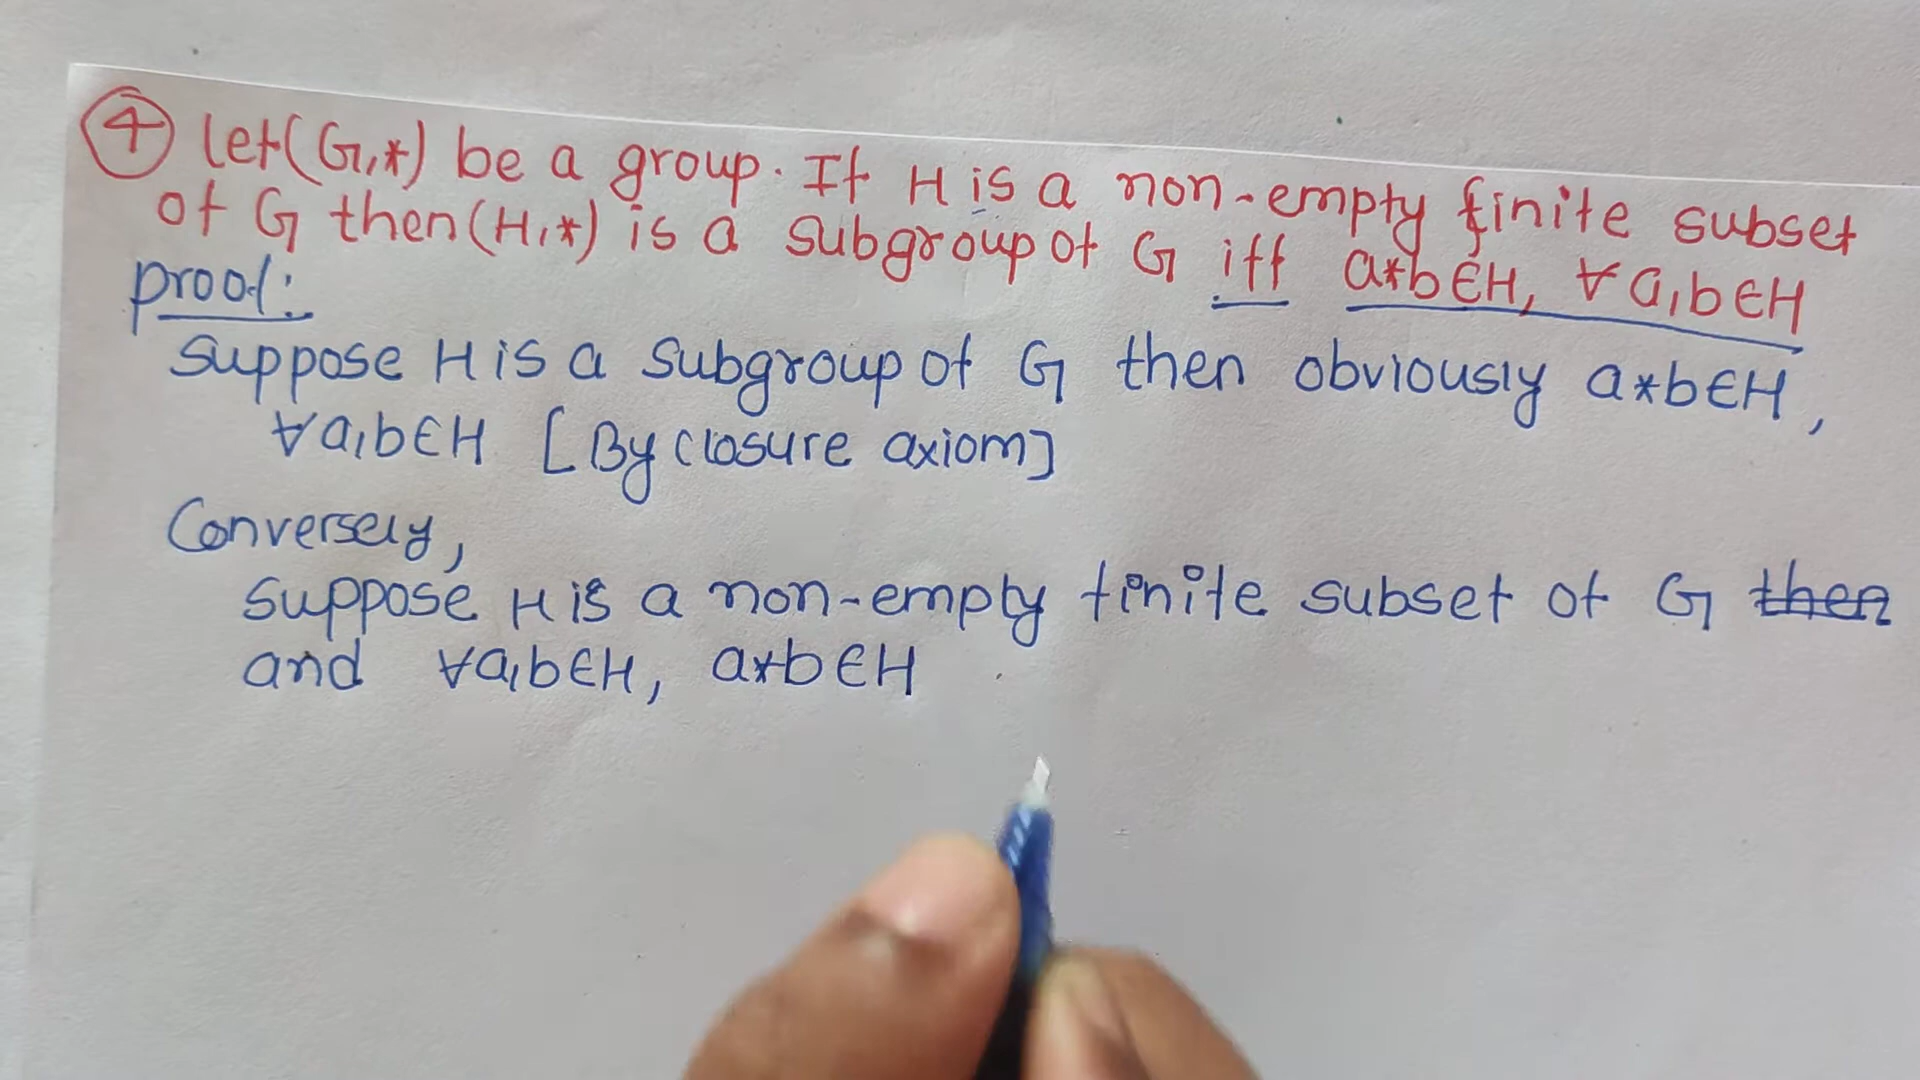 ④ let (G,*) be a group. If H is a non-empty finite subset
of G then (H,*) is a subgroup of G iff a*b∈H, ∀ a,b∈H
proof:
suppose H is a subgroup of G then obviously a*b∈H,
∀a,b∈H [By closure axiom]
Conversely,
suppose H is a non-empty finite subset of G ~~then~~
and ∀a,b∈H, a*b∈H